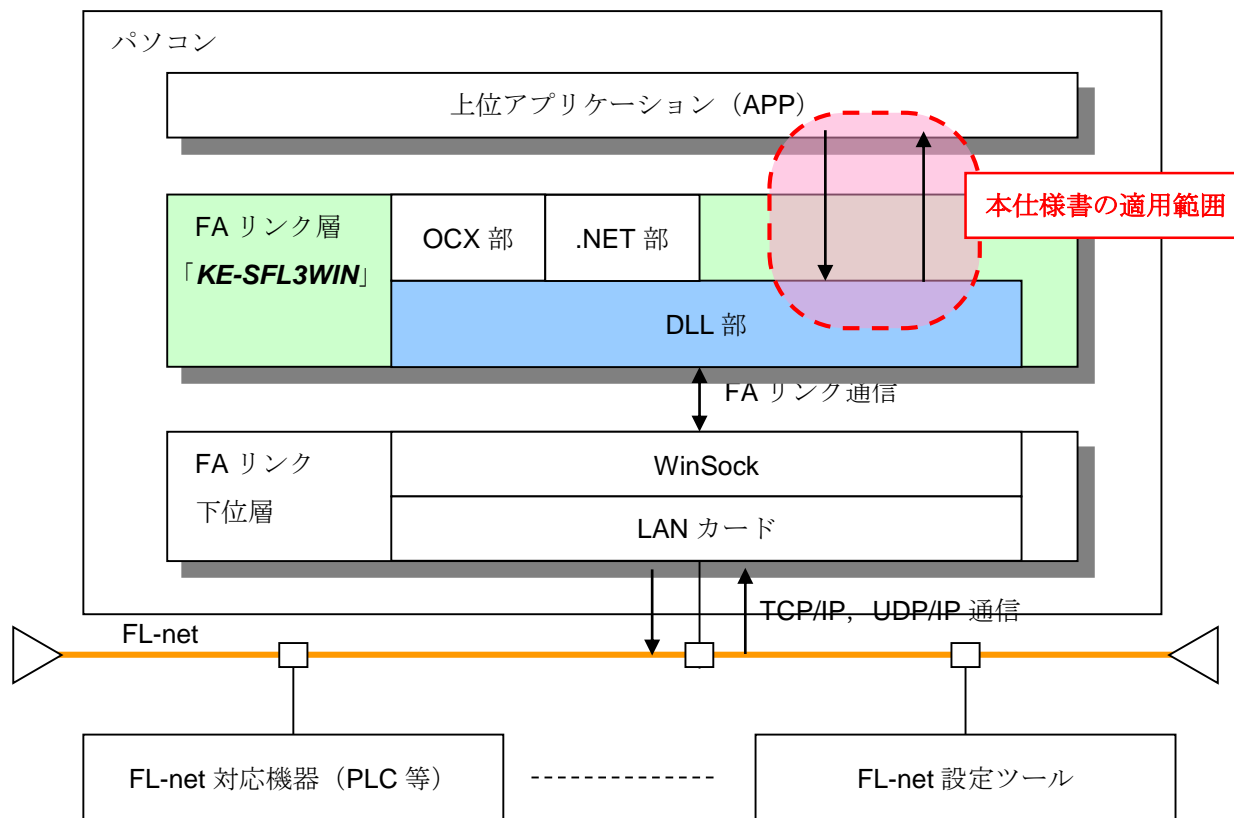 パソコン
上位アプリケーション（APP）
本仕様書の適用範囲
FA リンク層
「KE-SFL3WIN」
OCX 部
.NET 部
DLL 部
FA リンク通信
FA リンク
下位層
WinSock
LAN カード
TCP/IP，UDP/IP 通信
FL-net
FL-net 対応機器（PLC 等）
FL-net 設定ツール